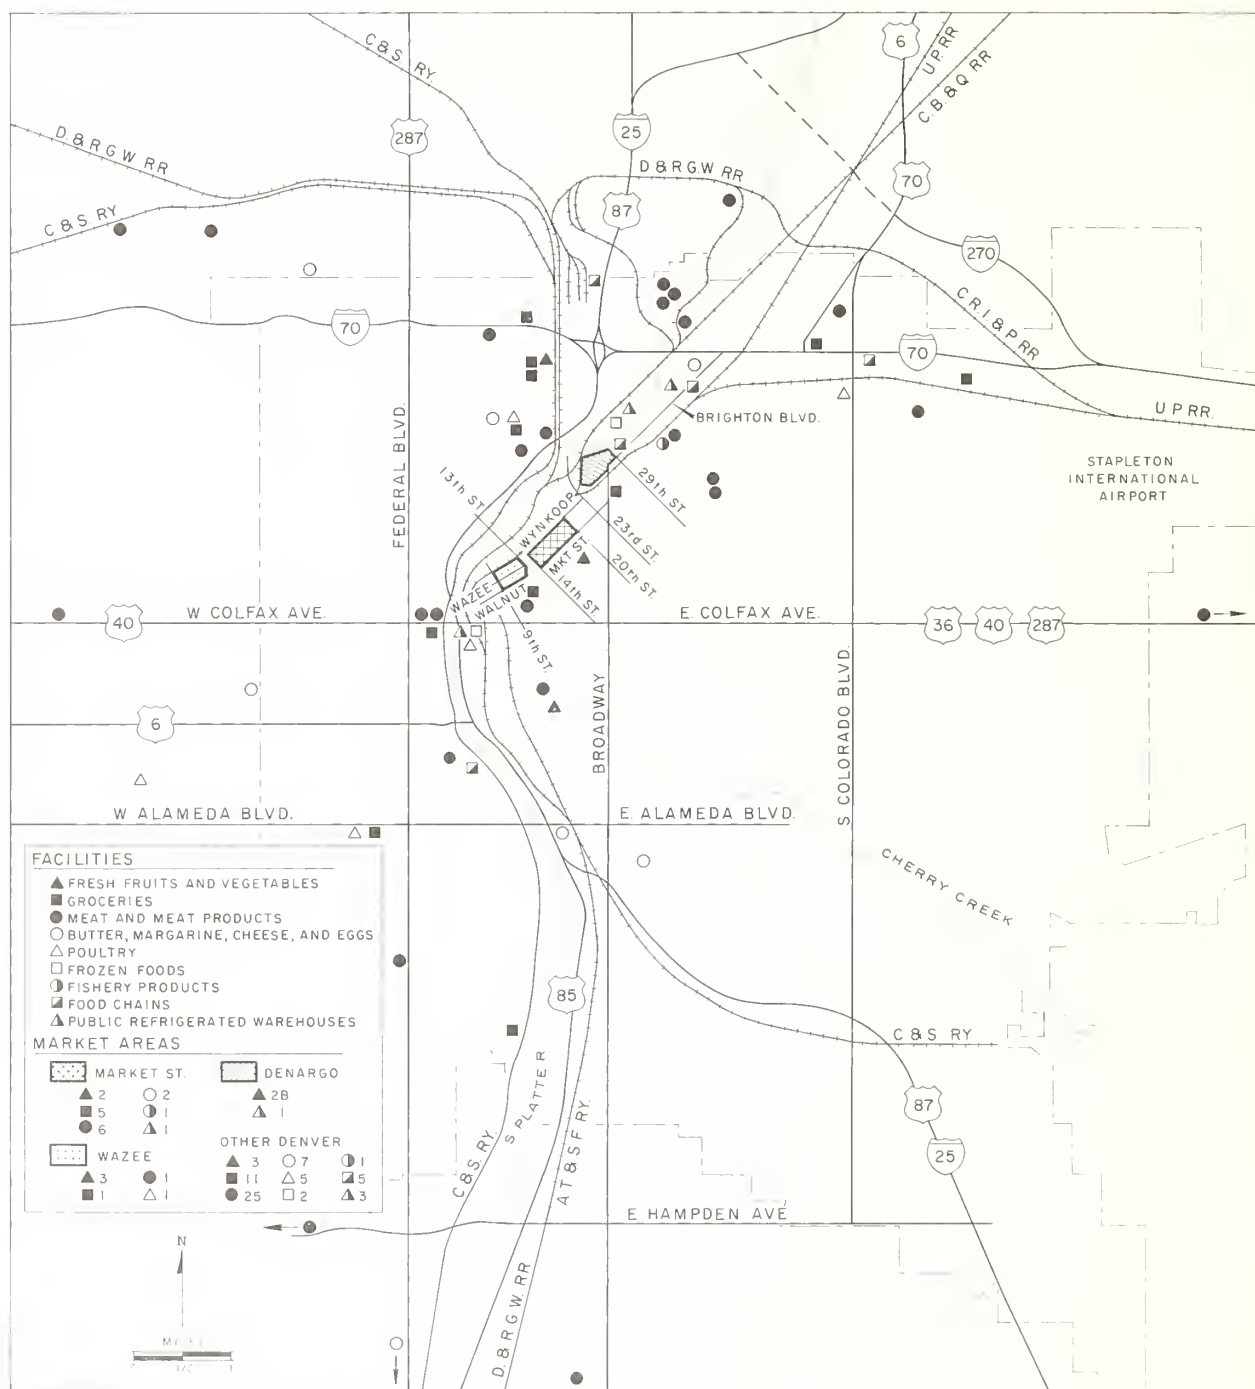 C & S. RY.
6
U P. RR
C. B. & Q RR
25
287
D. & R G W RR
D & RG.W RR
70
87
C & S. RY
270
C. R. I. & P RR
70
70
BRIGHTON BLVD.
U P RR.
FEDERAL BLVD.
13th ST.
29th ST
STAPLETON
INTERNATIONAL
AIRPORT
WYNKOOP
23rd ST.
MKT ST.
20th ST.
WAZEE
WALNUT
14th ST.
W COLFAX AVE.
E. COLFAX AVE.
40
36
40
287
9th ST.
BROADWAY
S COLORADO BLVD.
6
W ALAMEDA BLVD.
E. ALAMEDA BLVD.
CHERRY CREEK
FACILITIES
FRESH FRUITS AND VEGETABLES
GROCERIES
MEAT AND MEAT PRODUCTS
BUTTER, MARGARINE, CHEESE, AND EGGS
POULTRY
FROZEN FOODS
FISHERY PRODUCTS
FOOD CHAINS
PUBLIC REFRIGERATED WAREHOUSES
MARKET AREAS
MARKET ST.
DENARGO
2 2
28
5 1
1
6 1
OTHER DENVER
WAZEE
3 7 1
3 1
11 5 5
1 1
25 2 3
85
C & S RY
S PLATTER
C & S. RY.
A T & S F RY.
87
25
E HAMPDEN AVE
N
D. & R G W. RR